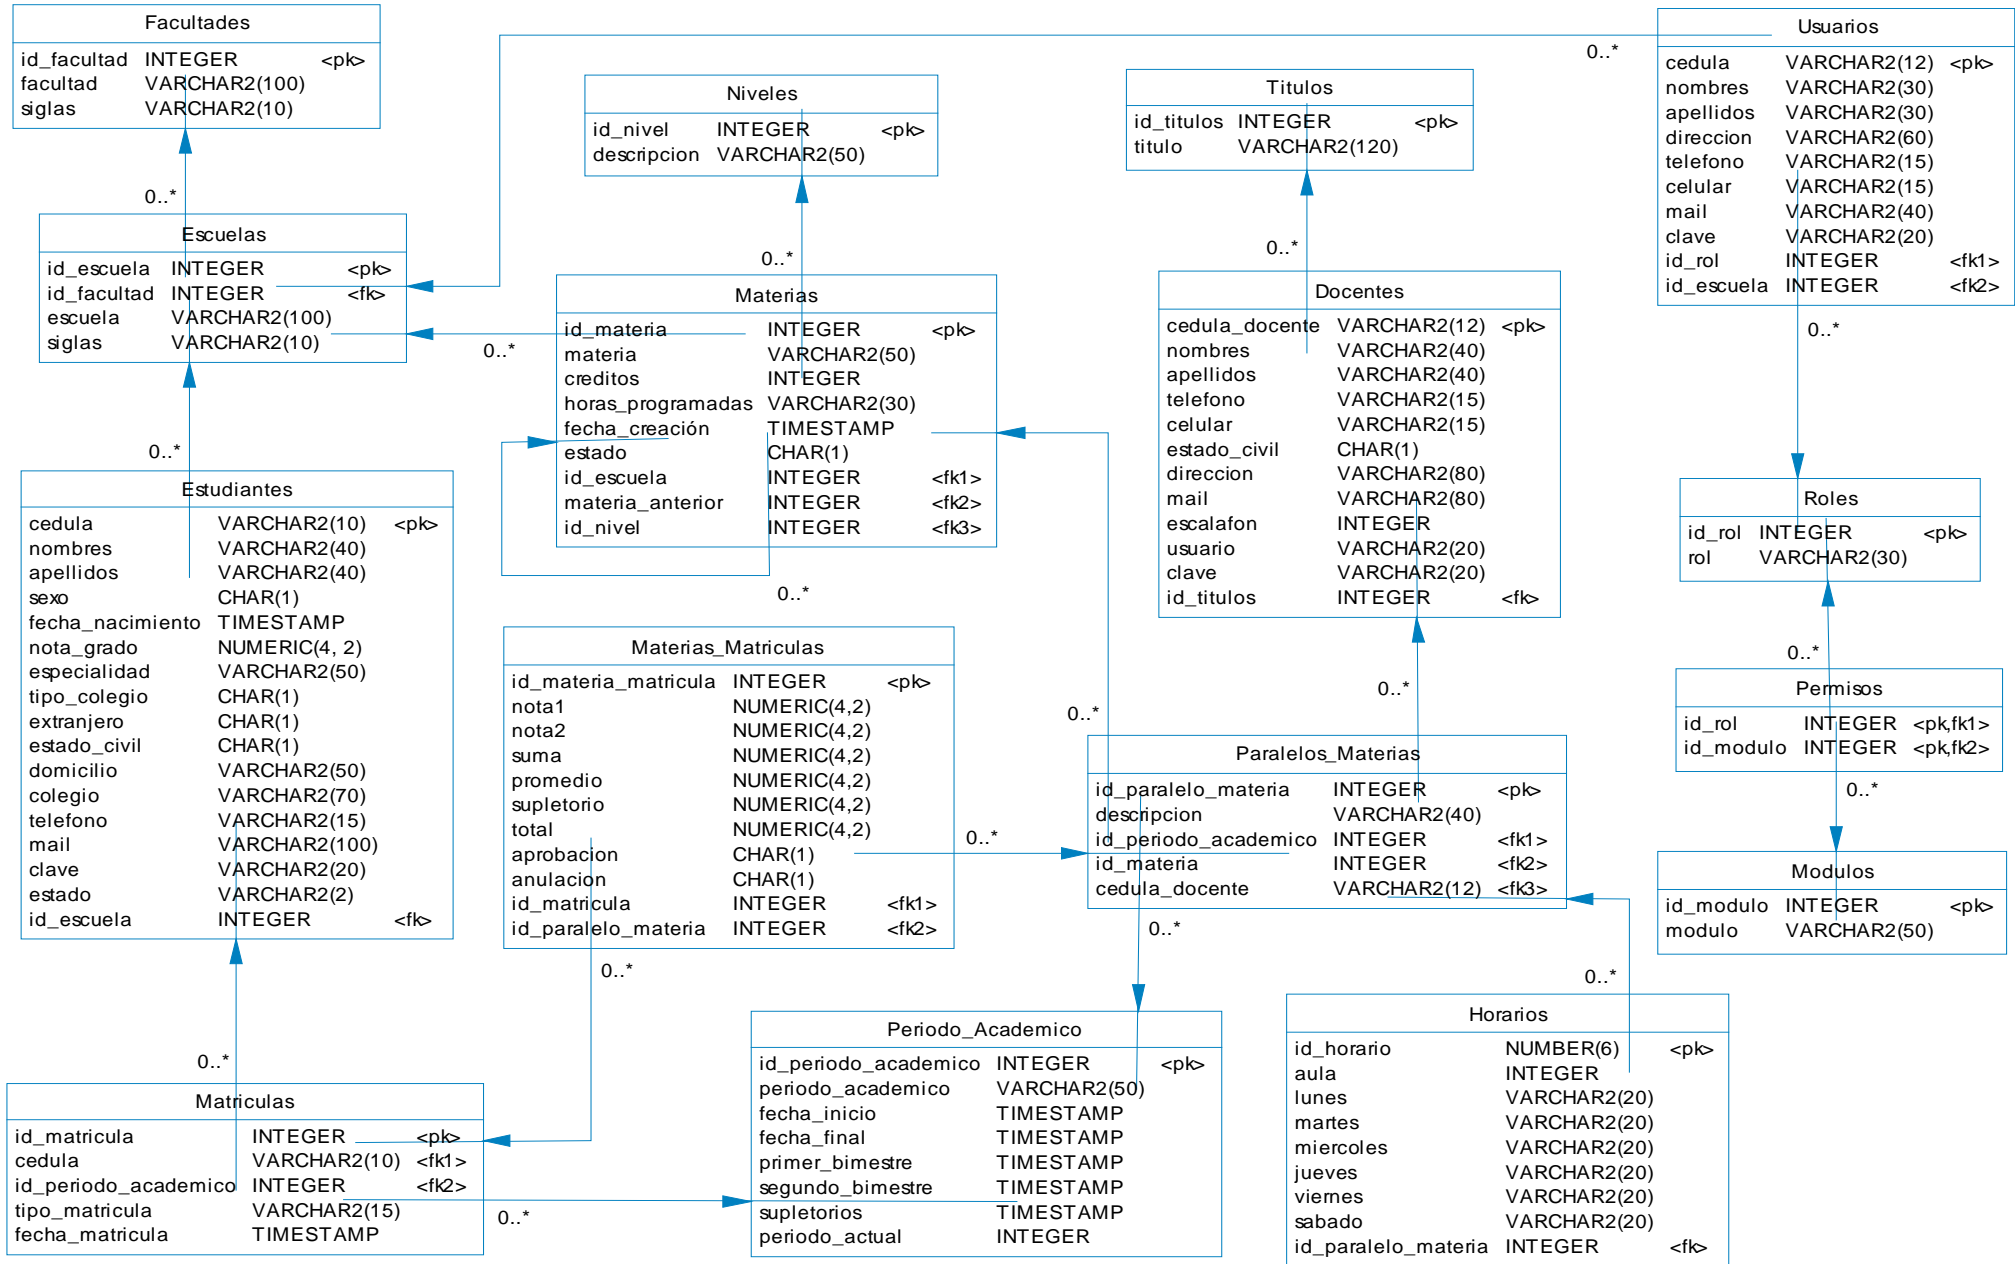 Facultades
id_facultad INTEGER <pk>
facultad VARCHAR2(100)
siglas VARCHAR2(10)
0..*
Escuelas
id_escuela INTEGER <pk>
id_facultad INTEGER <fk>
escuela VARCHAR2(100)
siglas VARCHAR2(10)
0..*
Estudiantes
cedula VARCHAR2(10) <pk>
nombres VARCHAR2(40)
apellidos VARCHAR2(40)
sexo CHAR(1)
fecha_nacimiento TIMESTAMP
nota_grado NUMERIC(4, 2)
especialidad VARCHAR2(50)
tipo_colegio CHAR(1)
extranjero CHAR(1)
estado_civil CHAR(1)
domicilio VARCHAR2(50)
colegio VARCHAR2(70)
telefono VARCHAR2(15)
mail VARCHAR2(100)
clave VARCHAR2(20)
estado VARCHAR2(2)
id_escuela INTEGER <fk>
0..*
Matriculas
id_matricula INTEGER <pk>
cedula VARCHAR2(10) <fk1>
id_periodo_academico INTEGER <fk2>
tipo_matricula VARCHAR2(15)
fecha_matricula TIMESTAMP
0..*
Niveles
id_nivel INTEGER <pk>
descripcion VARCHAR2(50)
0..*
Materias
id_materia INTEGER <pk>
materia VARCHAR2(50)
creditos INTEGER
horas_programadas VARCHAR2(30)
fecha_creación TIMESTAMP
estado CHAR(1)
id_escuela INTEGER <fk1>
materia_anterior INTEGER <fk2>
id_nivel INTEGER <fk3>
0..*
0..*
Materias_Matriculas
id_materia_matricula INTEGER <pk>
nota1 NUMERIC(4,2)
nota2 NUMERIC(4,2)
suma NUMERIC(4,2)
promedio NUMERIC(4,2)
supletorio NUMERIC(4,2)
total NUMERIC(4,2)
aprobacion CHAR(1)
anulacion CHAR(1)
id_matricula INTEGER <fk1>
id_paralelo_materia INTEGER <fk2>
0..*
0..*
Periodo_Academico
id_periodo_academico INTEGER <pk>
periodo_academico VARCHAR2(50)
fecha_inicio TIMESTAMP
fecha_final TIMESTAMP
primer_bimestre TIMESTAMP
segundo_bimestre TIMESTAMP
supletorios TIMESTAMP
periodo_actual INTEGER
Titulos
id_titulos INTEGER <pk>
titulo VARCHAR2(120)
0..*
Docentes
cedula_docente VARCHAR2(12) <pk>
nombres VARCHAR2(40)
apellidos VARCHAR2(40)
telefono VARCHAR2(15)
celular VARCHAR2(15)
estado_civil CHAR(1)
direccion VARCHAR2(80)
mail VARCHAR2(80)
escalafon INTEGER
usuario VARCHAR2(20)
clave VARCHAR2(20)
id_titulos INTEGER <fk>
0..*
0..*
Paralelos_Materias
id_paralelo_materia INTEGER <pk>
descripcion VARCHAR2(40)
id_periodo_academico INTEGER <fk1>
id_materia INTEGER <fk2>
cedula_docente VARCHAR2(12) <fk3>
0..*
0..*
Horarios
id_horario NUMBER(6) <pk>
aula INTEGER
lunes VARCHAR2(20)
martes VARCHAR2(20)
miercoles VARCHAR2(20)
jueves VARCHAR2(20)
viernes VARCHAR2(20)
sabado VARCHAR2(20)
id_paralelo_materia INTEGER <fk>
0..*
Usuarios
cedula VARCHAR2(12) <pk>
nombres VARCHAR2(30)
apellidos VARCHAR2(30)
direccion VARCHAR2(60)
telefono VARCHAR2(15)
celular VARCHAR2(15)
mail VARCHAR2(40)
clave VARCHAR2(20)
id_rol INTEGER <fk1>
id_escuela INTEGER <fk2>
0..*
Roles
id_rol INTEGER <pk>
rol VARCHAR2(30)
0..*
Permisos
id_rol INTEGER <pk,fk1>
id_modulo INTEGER <pk,fk2>
0..*
Modulos
id_modulo INTEGER <pk>
modulo VARCHAR2(50)